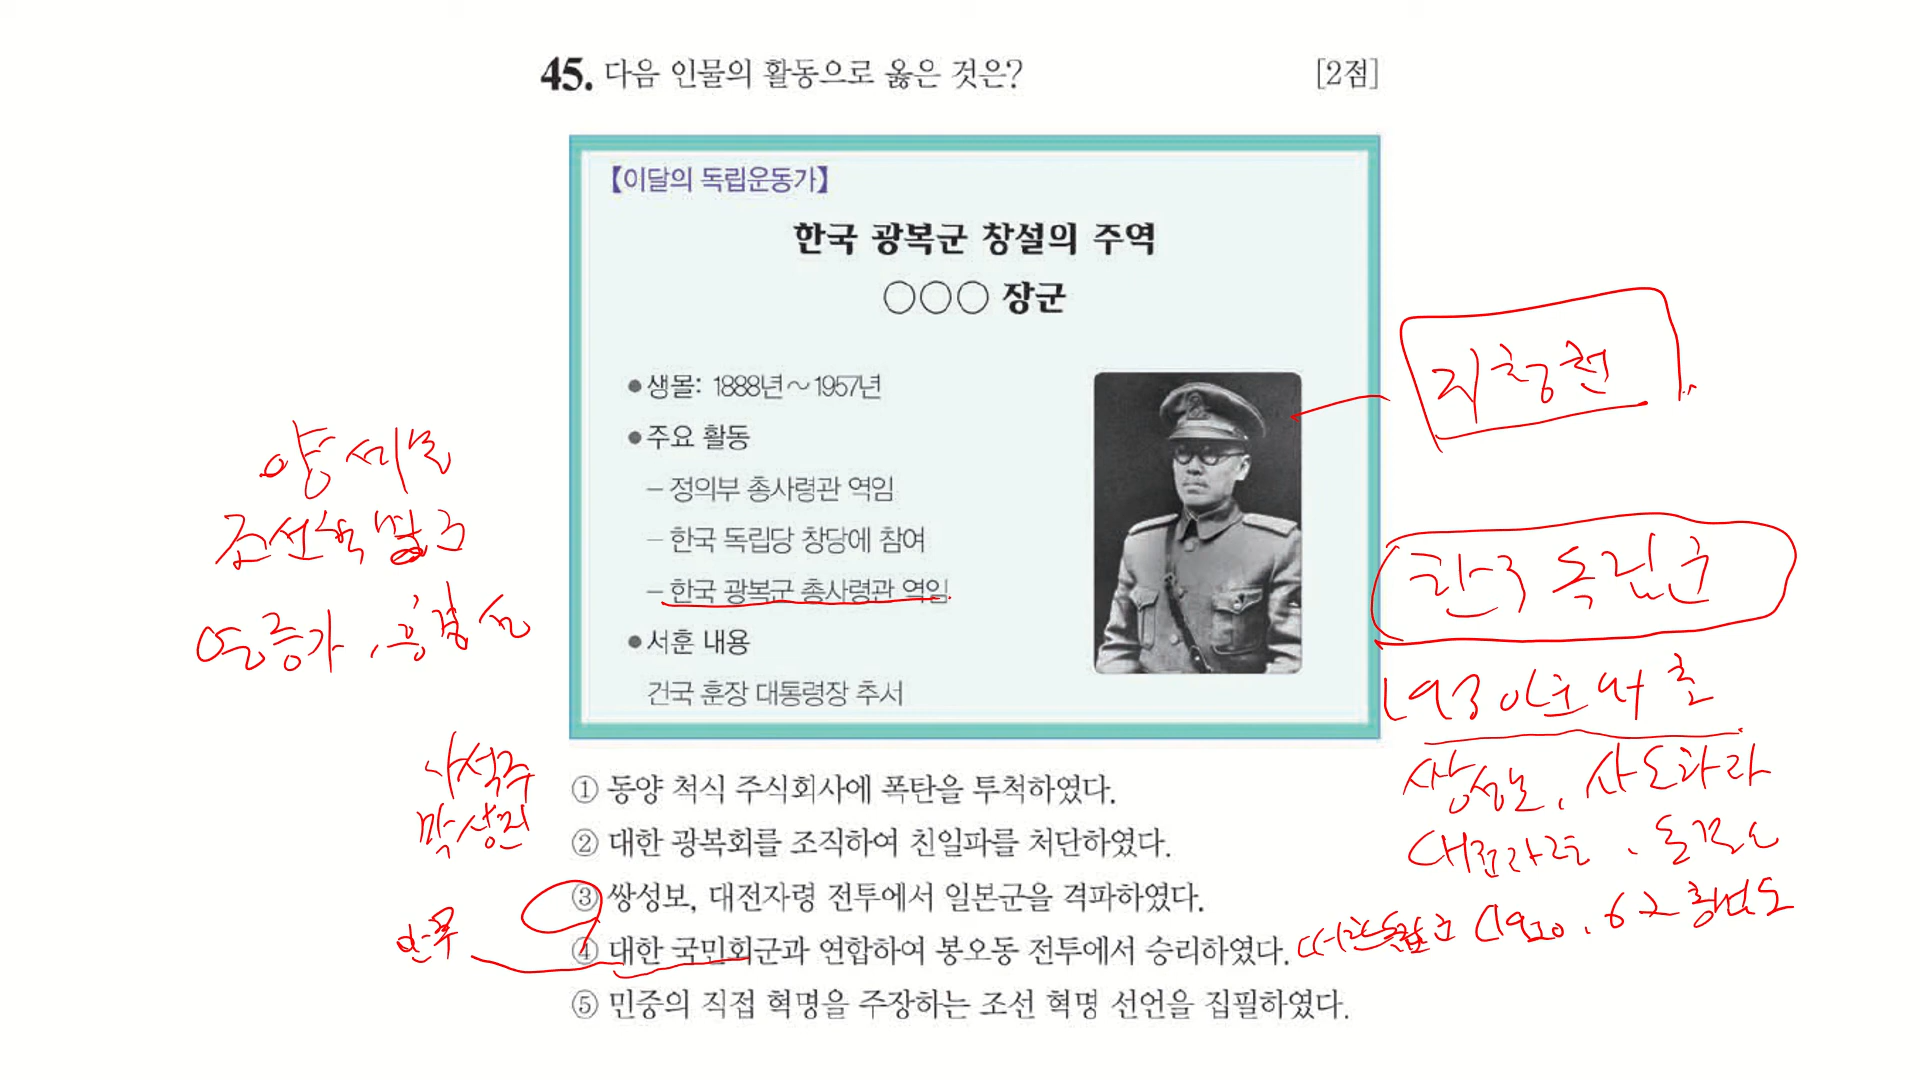 45. 다음 인물의 활동으로 옳은 것은? [2점]
【이달의 독립운동가】
한국 광복군 창설의 주역
○○○ 장군
● 생몰: 1888년~1957년
● 주요 활동
– 정의부 총사령관 역임
– 한국 독립당 창당에 참여
– 한국 광복군 총사령관 역임
● 서훈 내용
건국 훈장 대통령장 추서
지청천
한국 독립군
1930년대 초
쌍성보, 사도하자
대전자령,
양세봉
조선혁명군
영릉가, 흥경성
① 동양 척식 주식회사에 폭탄을 투척하였다.
② 대한 광복회를 조직하여 친일파를 처단하였다.
③ 쌍성보, 대전자령 전투에서 일본군을 격파하였다.
④ 대한 국민회군과 연합하여 봉오동 전투에서 승리하였다.
⑤ 민중의 직접 혁명을 주장하는 조선 혁명 선언을 집필하였다.
나석주
박상진
안무
대한독립군 1920. 6월 홍범도